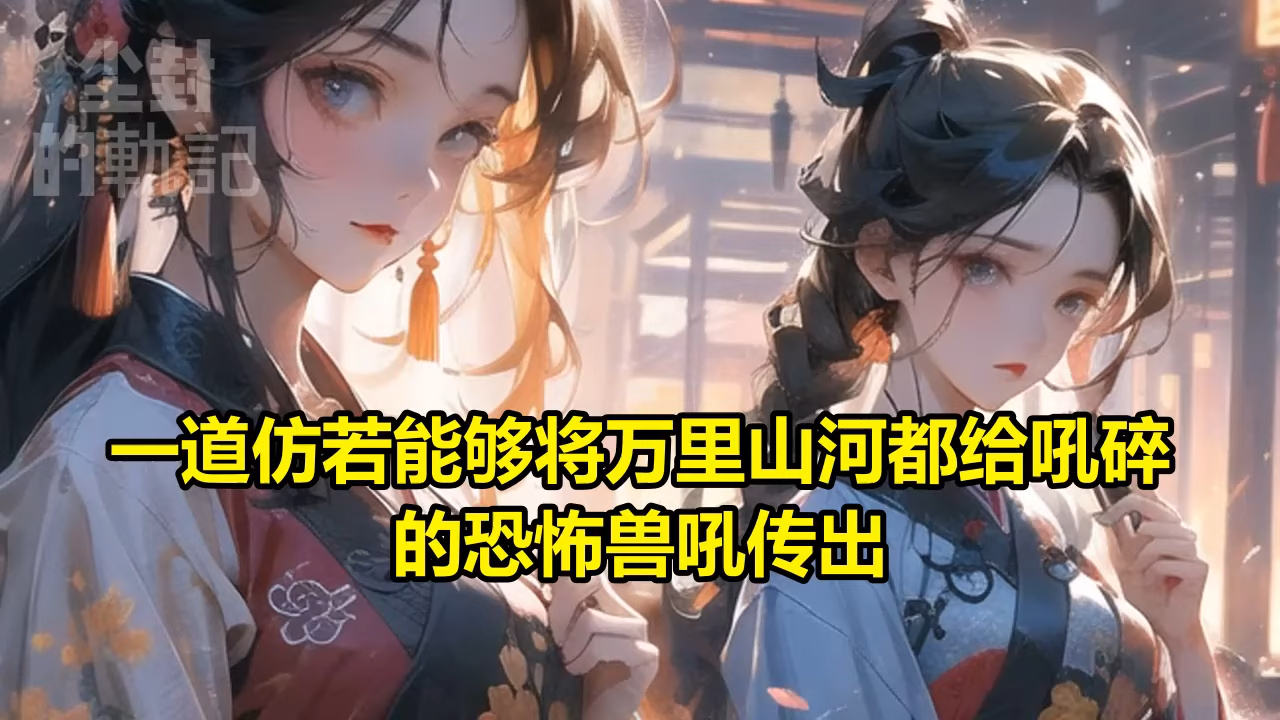 尘封
的軌記
一道仿若能够将万里山河都给吼碎
的恐怖兽吼传出